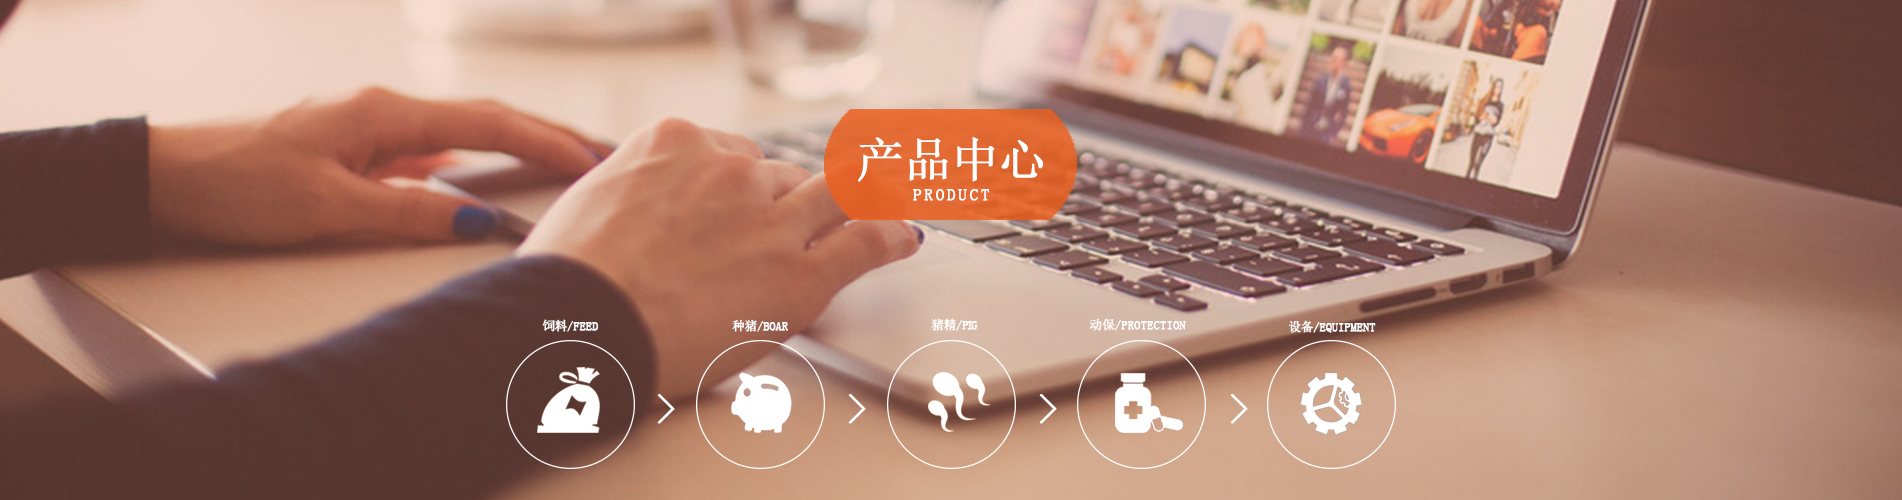 产品中心
PRODUCT
饲料/FEED
种猪/BOAR
猪精/PIG
动保/PROTECTION
设备/EQUIPMENT